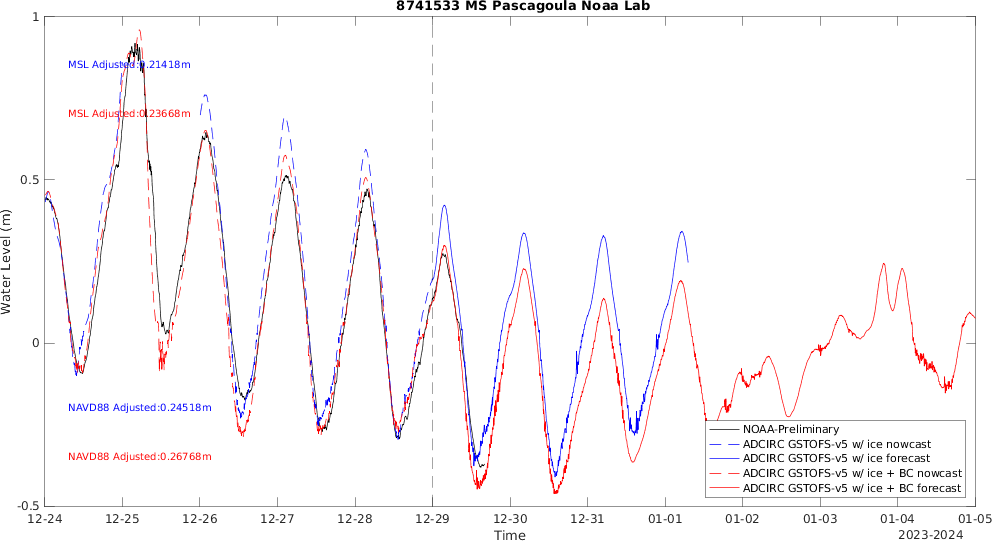 8741533 MS Pascagoula Noaa Lab
1
MSL Adjusted:0.21418m
MSL Adjusted:0.23668m
0.5
Water Level (m)
0
NAVD88 Adjusted:0.24518m
NAVD88 Adjusted:0.26768m
NOAA-Preliminary
ADCIRC GSTOFS-v5 w/ ice nowcast
ADCIRC GSTOFS-v5 w/ ice forecast
ADCIRC GSTOFS-v5 w/ ice + BC nowcast
ADCIRC GSTOFS-v5 w/ ice + BC forecast
-0.5
12-24 12-25 12-26 12-27 12-28 12-29 12-30 12-31 01-01 01-02 01-03 01-04 01-05
Time
2023-2024